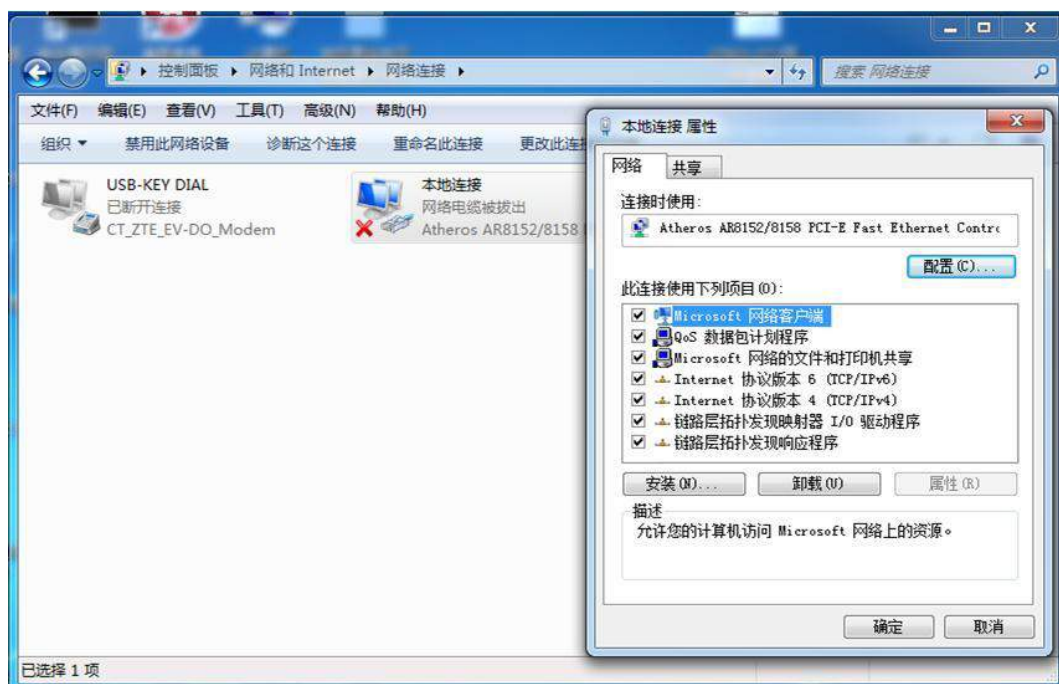 控制面板 ▸ 网络和 Internet ▸ 网络连接 ▸
搜索 网络连接
文件(F) 编辑(E) 查看(V) 工具(T) 高级(N) 帮助(H)
组织 禁用此网络设备 诊断这个连接 重命名此连接 更改此连接
USB-KEY DIAL
已断开连接
CT_ZTE_EV-DO_Modem
本地连接
网络电缆被拔出
Atheros AR8152/8158
本地连接 属性
网络 共享
连接时使用:
Atheros AR8152/8158 PCI-E Fast Ethernet Contro
配置(C)...
此连接使用下列项目(O):
Microsoft 网络客户端
QoS 数据包计划程序
Microsoft 网络的文件和打印机共享
Internet 协议版本 6 (TCP/IPv6)
Internet 协议版本 4 (TCP/IPv4)
链路层拓扑发现映射器 I/O 驱动程序
链路层拓扑发现响应程序
安装(N)... 卸载(U) 属性(R)
描述
允许您的计算机访问 Microsoft 网络上的资源。
确定 取消
已选择 1 项